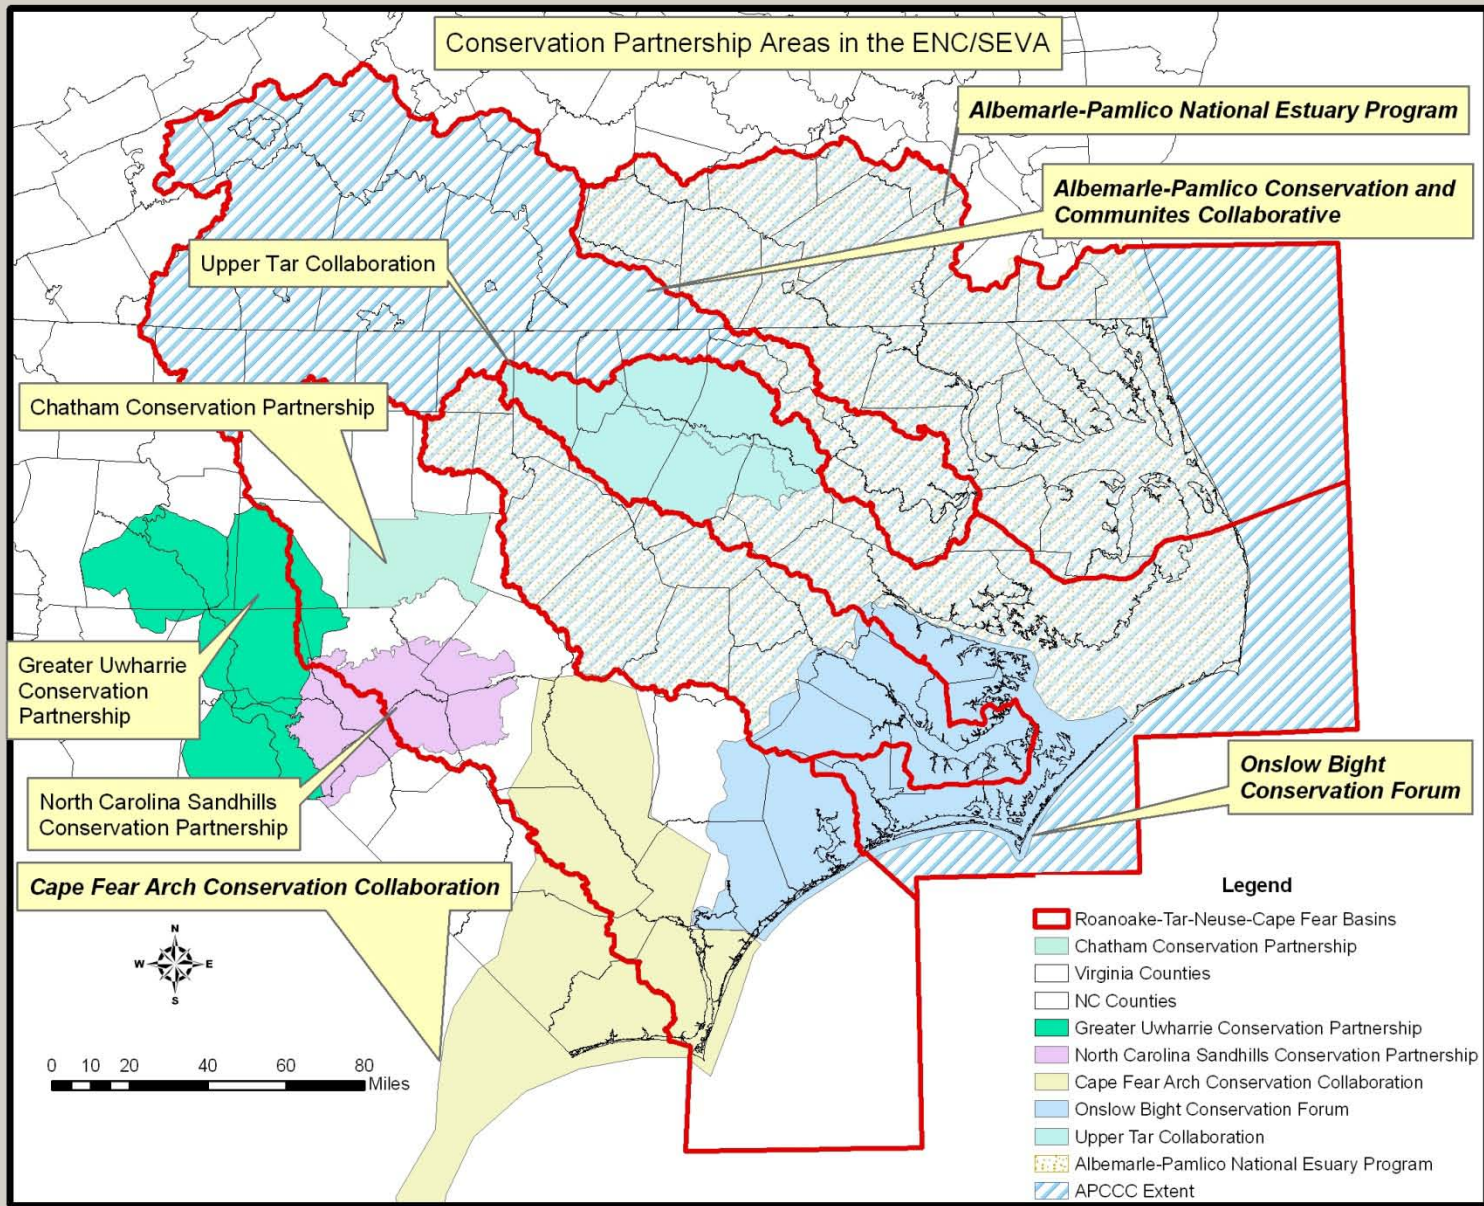 Conservation Partnership Areas in the ENC/SEVA
Albemarle-Pamlico National Estuary Program
Albemarle-Pamlico Conservation and
Communites Collaborative
Upper Tar Collaboration
Chatham Conservation Partnership
Greater Uwharrie
Conservation
Partnership
North Carolina Sandhills
Conservation Partnership
Onslow Bight
Conservation Forum
Cape Fear Arch Conservation Collaboration
N
W
E
S
0 10 20 40 60 80
Miles
Legend
Roanoake-Tar-Neuse-Cape Fear Basins
Chatham Conservation Partnership
Virginia Counties
NC Counties
Greater Uwharrie Conservation Partnership
North Carolina Sandhills Conservation Partnership
Cape Fear Arch Conservation Collaboration
Onslow Bight Conservation Forum
Upper Tar Collaboration
Albemarle-Pamlico National Esuary Program
APCCC Extent